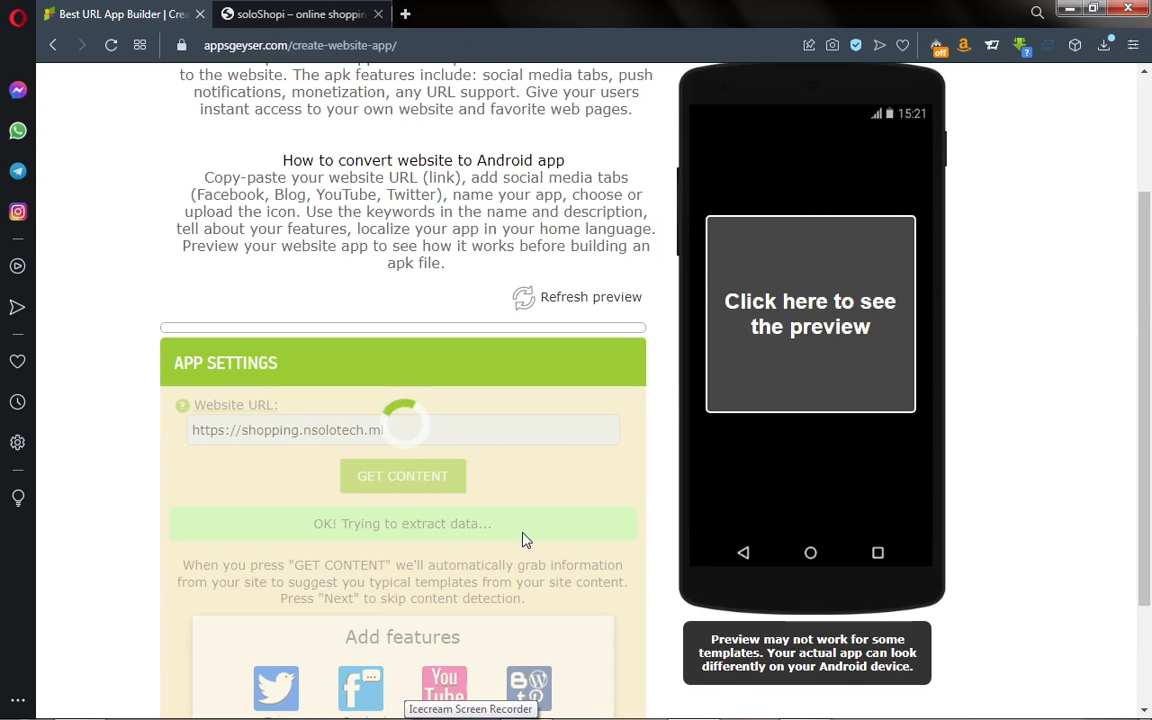 Best URL App Builder | Crea
soloShopi – online shoppin
appsgeyser.com/create-website-app/
off
?
to the website. The apk features include: social media tabs, push
notifications, monetization, any URL support. Give your users
instant access to your own website and favorite web pages.
How to convert website to Android app
Copy-paste your website URL (link), add social media tabs
(Facebook, Blog, YouTube, Twitter), name your app, choose or
upload the icon. Use the keywords in the name and description,
tell about your features, localize your app in your home language.
Preview your website app to see how it works before building an
apk file.
Refresh preview
APP SETTINGS
? Website URL:
https://shopping.nsolotech.ml
GET CONTENT
OK! Trying to extract data...
When you press "GET CONTENT" we'll automatically grab information
from your site to suggest you typical templates from your site content.
Press "Next" to skip content detection.
Add features
You
Tube
Icecream Screen Recorder
15:21
Click here to see
the preview
Preview may not work for some
templates. Your actual app can look
differently on your Android device.